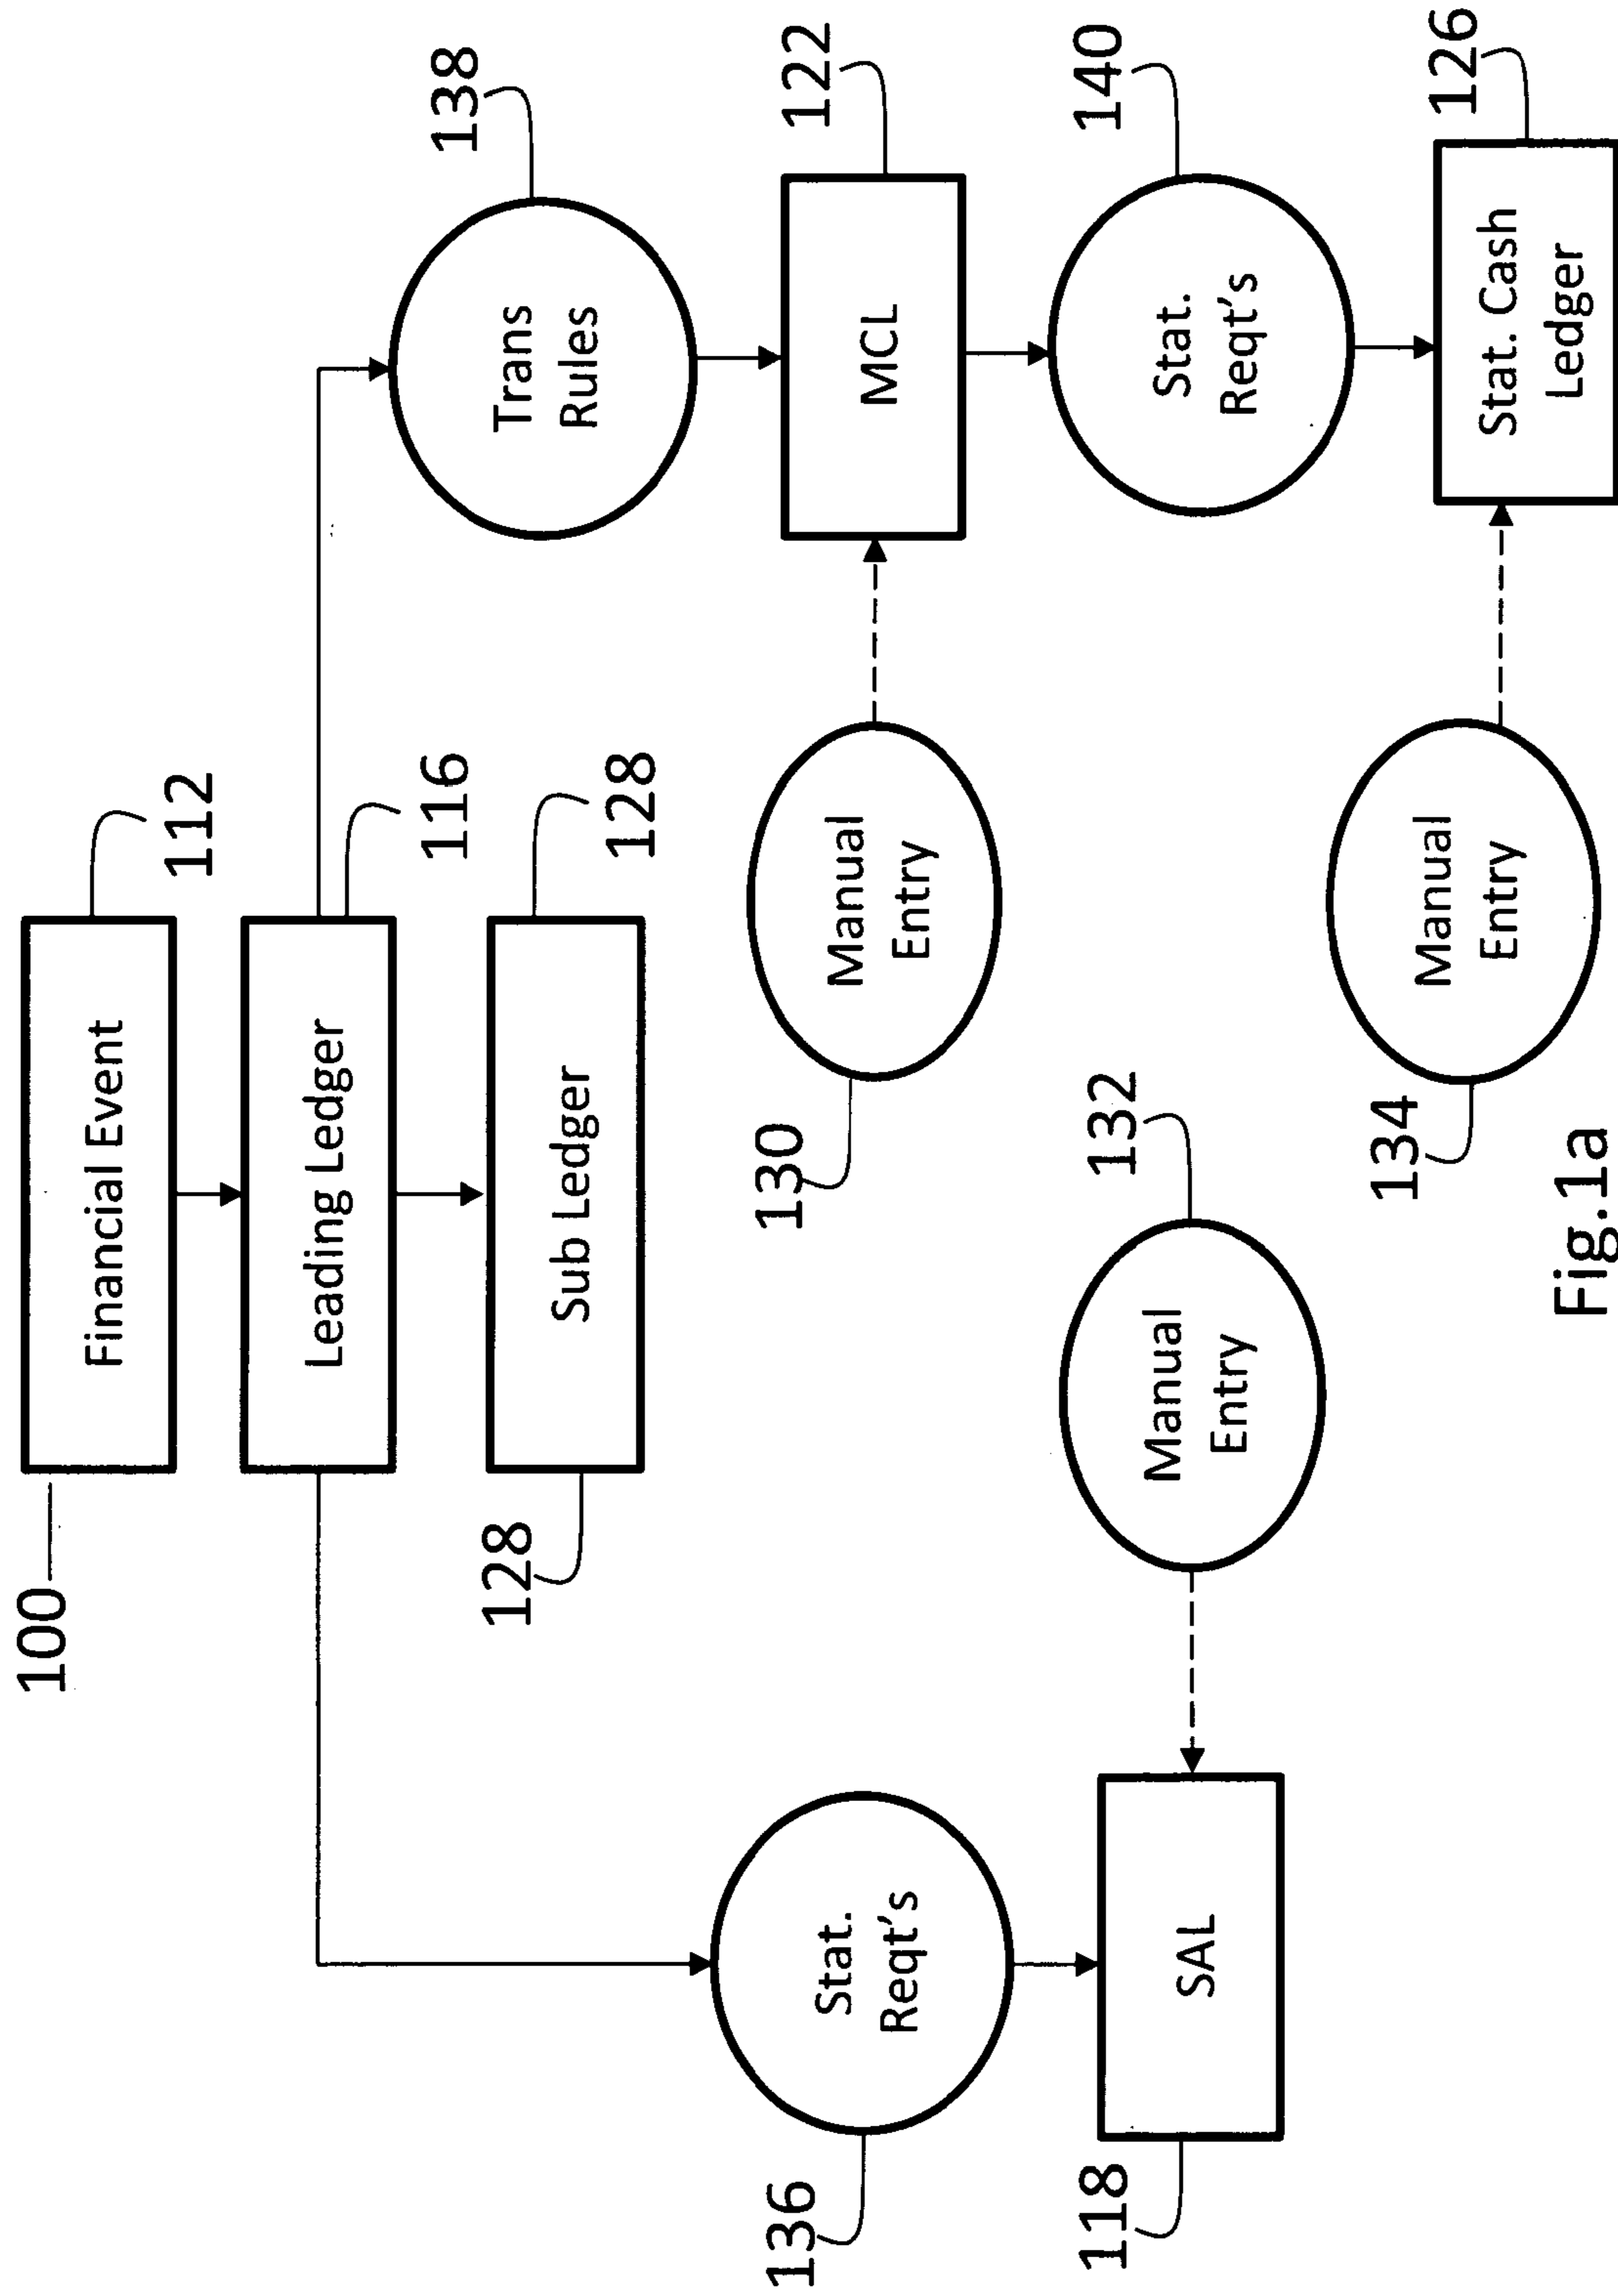 100
Financial Event
112
Leading Ledger
116
128
Sub Ledger
128
138
Trans
Rules
136
Stat.
Reqt's
130
Manual
Entry
MCL
122
118
SAL
132
Manual
Entry
140
Stat.
Reqt's
134
Manual
Entry
Stat. Cash
Ledger
126
Fig.1a